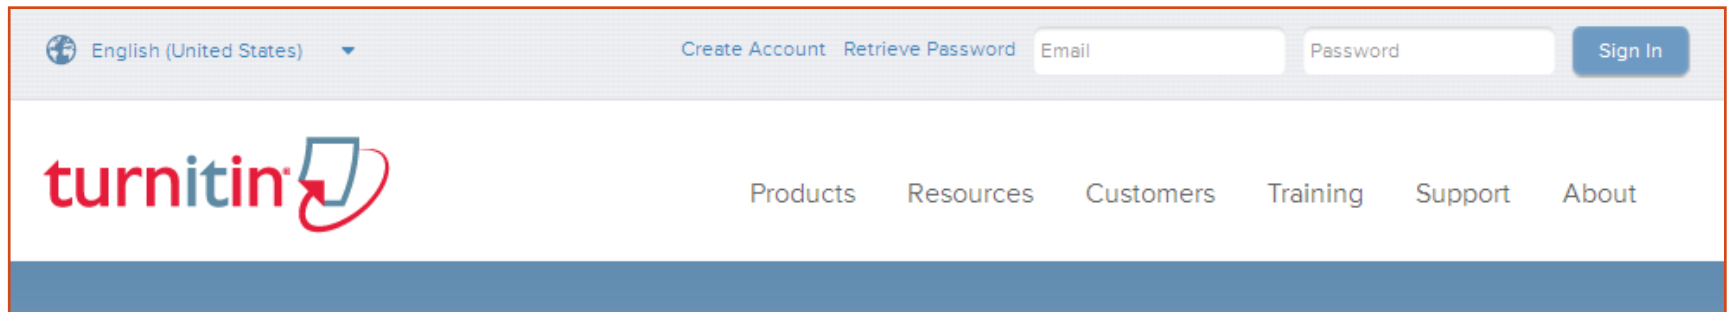 English (United States) Create Account Retrieve Password Email Password Sign In
turnitin Products Resources Customers Training Support About